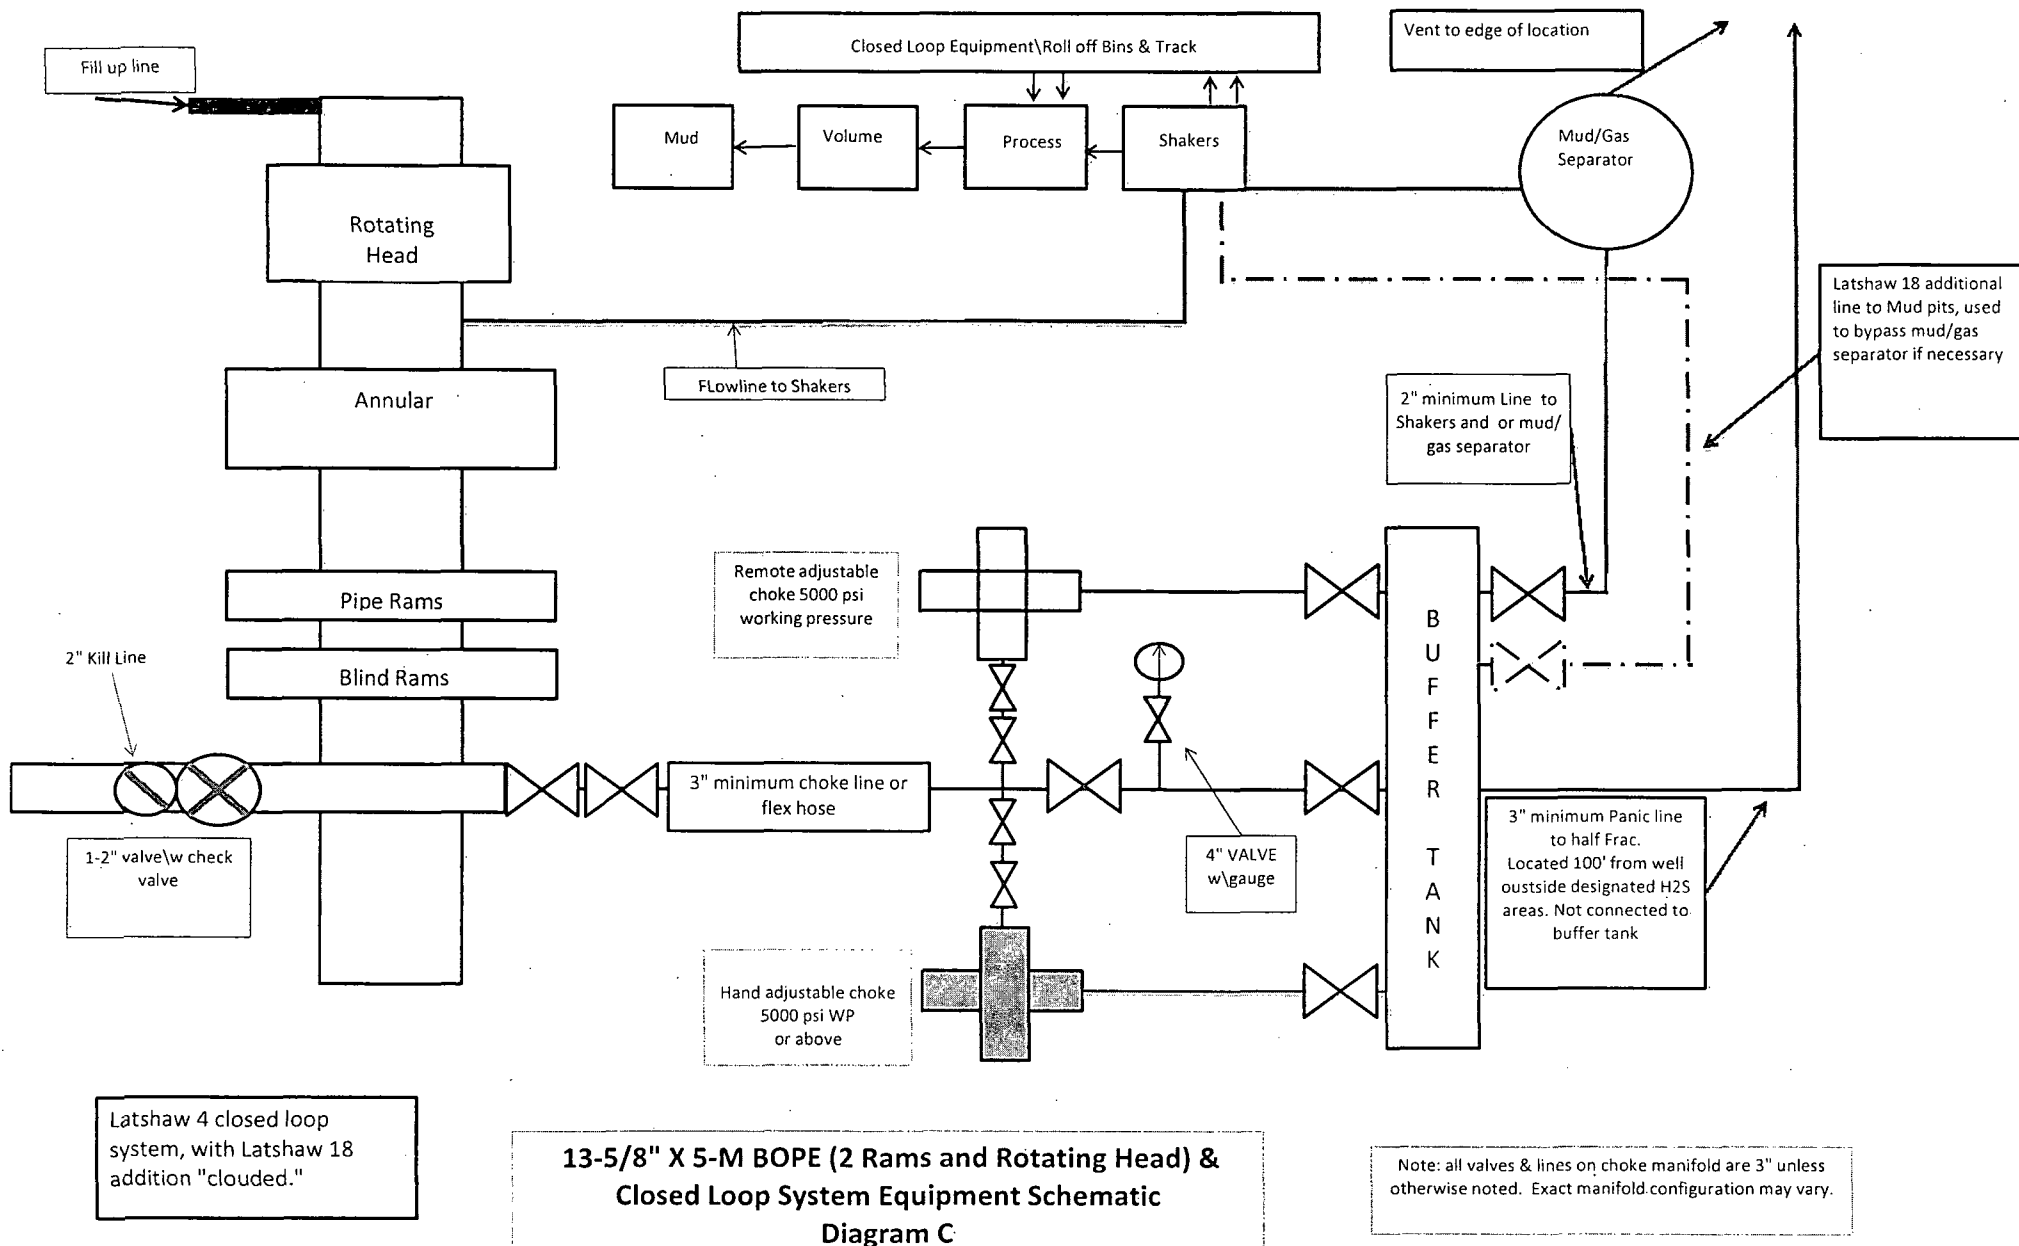 Fill up line
Closed Loop Equipment\Roll off Bins & Track
Vent to edge of location
Mud
Volume
Process
Shakers
Mud/Gas
Separator
Rotating
Head
Latshaw 18 additional
line to Mud pits, used
to bypass mud/gas
separator if necessary
FLowline to Shakers
Annular
2" minimum Line to
Shakers and or mud/
gas separator
Remote adjustable
choke 5000 psi
working pressure
Pipe Rams
Blind Rams
2" Kill Line
B
U
F
F
E
R
T
A
N
K
3" minimum choke line or
flex hose
1-2" valve\w check
valve
4" VALVE
w\gauge
3" minimum Panic line
to half Frac.
Located 100' from well
oustside designated H2S
areas. Not connected to
buffer tank
Hand adjustable choke
5000 psi WP
or above
Latshaw 4 closed loop
system, with Latshaw 18
addition "clouded."
13-5/8" X 5-M BOPE (2 Rams and Rotating Head) &
Closed Loop System Equipment Schematic
Diagram C
Note: all valves & lines on choke manifold are 3" unless
otherwise noted. Exact manifold configuration may vary.